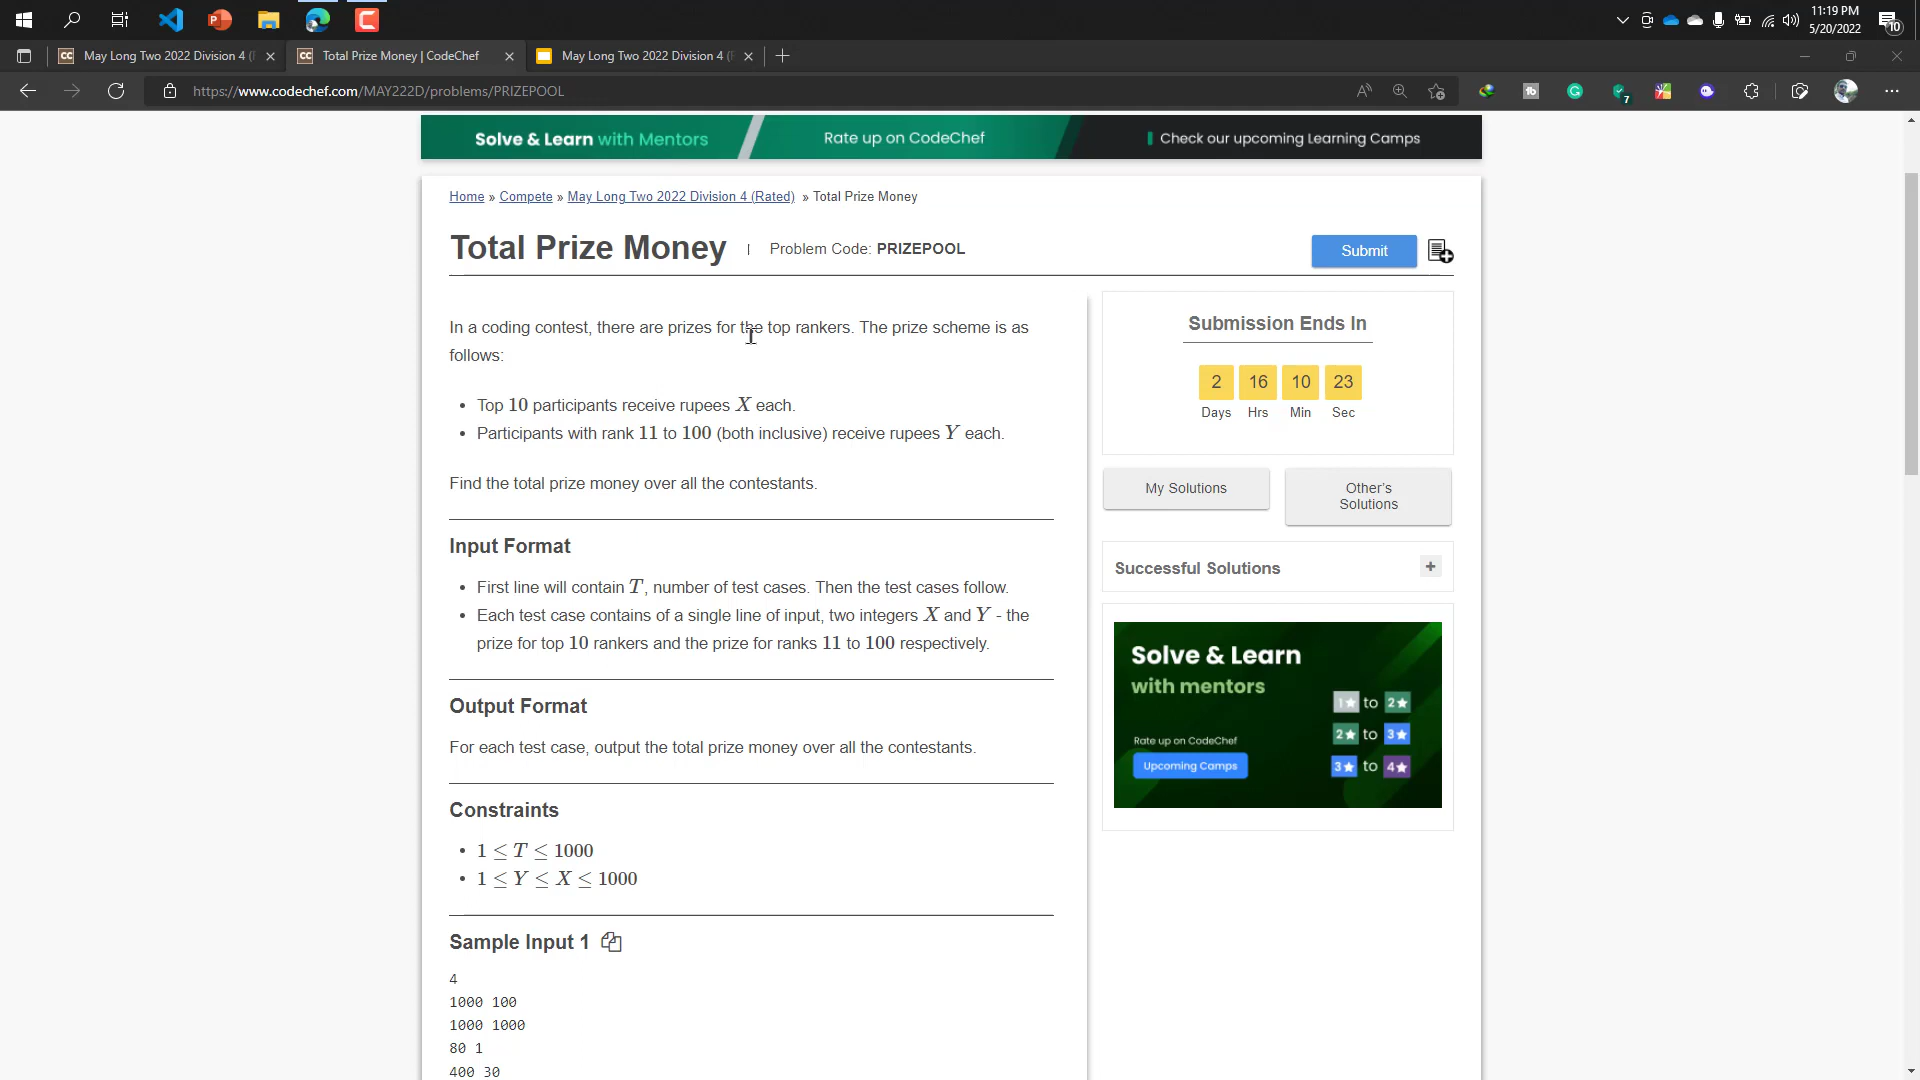 11:19 PM
5/20/2022
10
May Long Two 2022 Division 4 (
Total Prize Money | CodeChef
May Long Two 2022 Division 4 (
https://www.codechef.com/MAY222D/problems/PRIZEPOOL
Solve & Learn with Mentors
Rate up on CodeChef
Check our upcoming Learning Camps
Home » Compete » May Long Two 2022 Division 4 (Rated) » Total Prize Money
Total Prize Money
Problem Code: PRIZEPOOL
Submit
In a coding contest, there are prizes for the top rankers. The prize scheme is as
follows:
• Top 10 participants receive rupees X each.
• Participants with rank 11 to 100 (both inclusive) receive rupees Y each.
Find the total prize money over all the contestants.
Input Format
• First line will contain T, number of test cases. Then the test cases follow.
• Each test case contains of a single line of input, two integers X and Y - the
prize for top 10 rankers and the prize for ranks 11 to 100 respectively.
Output Format
For each test case, output the total prize money over all the contestants.
Constraints
• 1 ≤ T ≤ 1000
• 1 ≤ Y ≤ X ≤ 1000
Sample Input 1
4
1000 100
1000 1000
80 1
400 30
Submission Ends In
2 16 10 23
Days Hrs Min Sec
My Solutions
Other's
Solutions
Successful Solutions +
Solve & Learn
with mentors
1★ to 2★
2★ to 3★
3★ to 4★
Rate up on CodeChef
Upcoming Camps